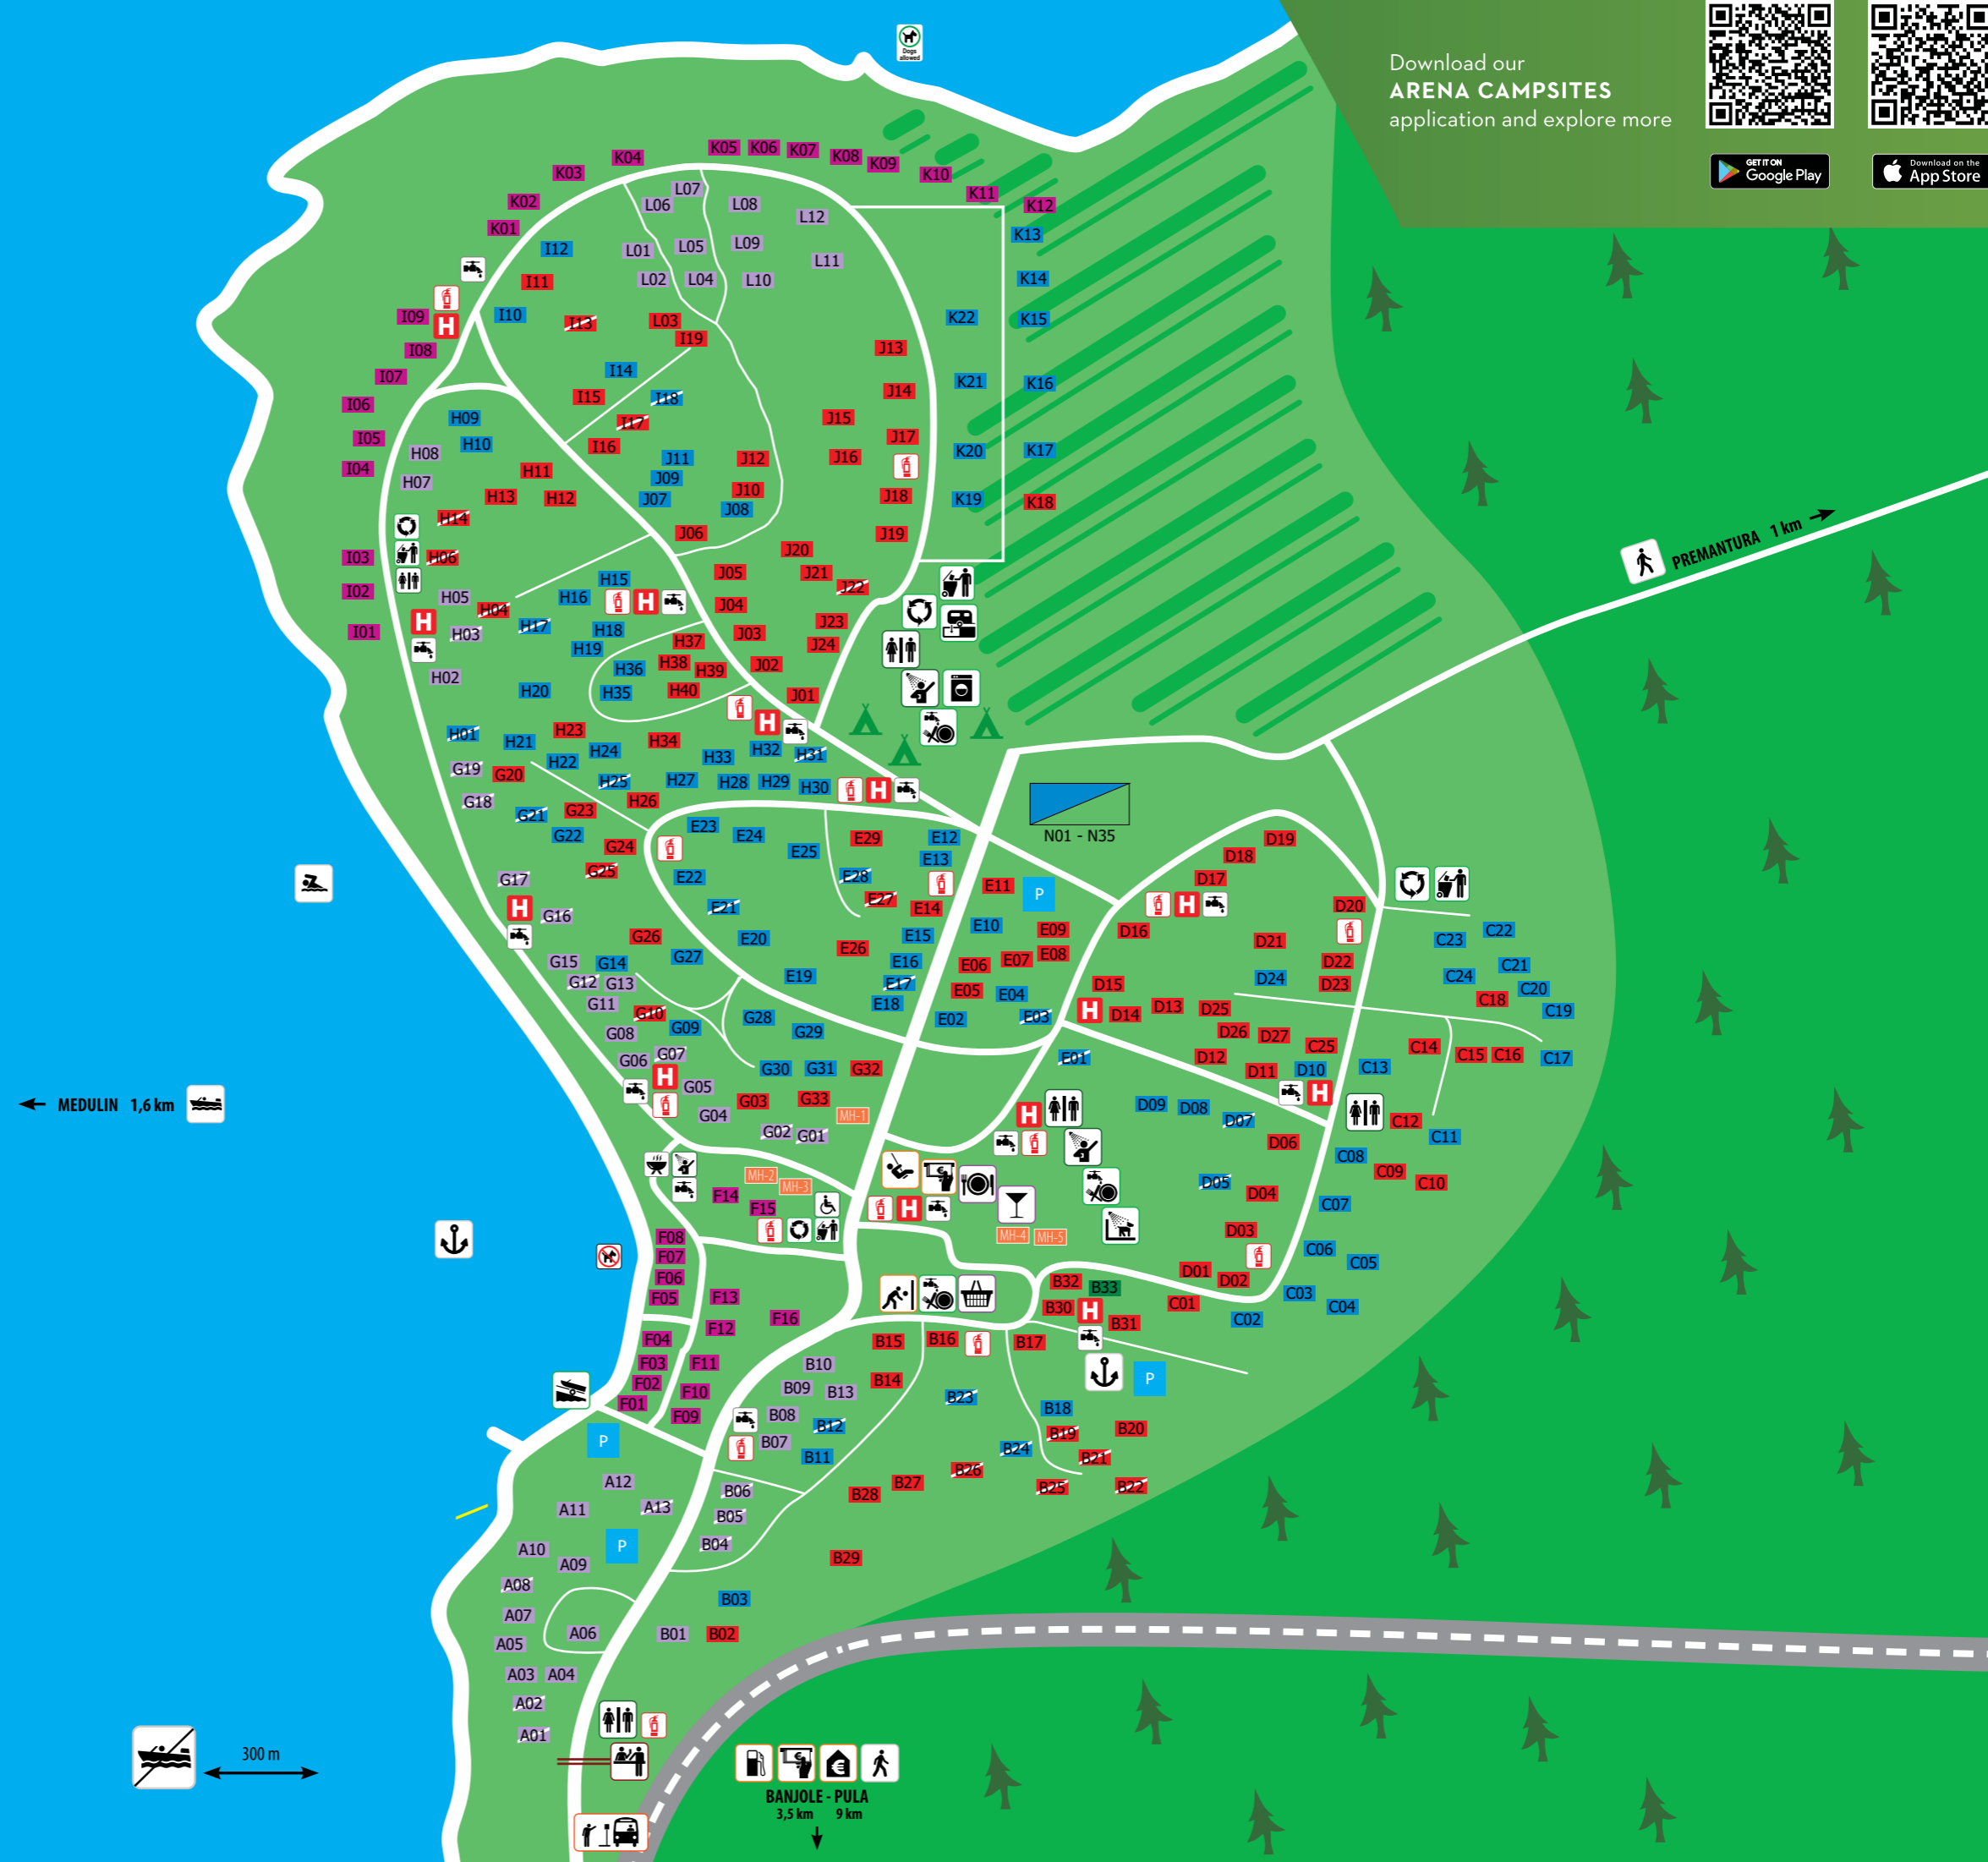 Dogs
allowed
Download our
ARENA CAMPSITES
application and explore more
GET IT ON
Google Play
Download on the
App Store
K05 K06 K07 K08 K09
K04
K03
K10
K11
K12
K02
K01
L07
L06
L08
L12
K13
I12
L01
L05
L09
L11
L02
L04
L10
K14
I11
I10
I09
H
I13
L03
I19
K22
K15
I08
J13
I07
I14
K21
K16
I06
I15
I18
J14
H09
I17
J15
I05
H10
I16
J17
H08
J11
J12
J16
K20
K17
I04
H11
J09
H07
J10
H13
H12
J07
J08
J18
K19
K18
H14
J06
J19
PREMANTURA 1 km
I03
H06
J20
J05
J21
J22
H15
I02
H05
H16
H
J04
H04
H
H17
H18
J23
I01
H03
H37
J03
J24
H19
H36
H38
H39
J02
H02
H20
H35
H40
J01
H
H01
H23
H21
H34
H24
H32
H31
H22
H33
G19
G20
H25
H27
H28
H29
H30
H
G18
H26
G21
G23
N01 - N35
G22
E23
E24
E29
E12
D19
G24
E25
E13
D18
G25
G17
E22
E28
E11
P
D17
E27
H
D20
H
G16
E21
E14
G26
E20
E15
E10
E09
D16
C22
E26
D21
C23
G15
G14
G27
E16
E06
E07
E08
D22
C21
G12
G13
E19
E17
D15
D24
D23
C24
E05
E04
C20
G11
E18
H
D13
D25
C18
G10
G28
E02
E03
D14
C19
G08
G09
G29
D26
D27
C25
C14
G06
G07
E01
D12
C15
C16
C17
H
G30
G31
G32
D11
D10
C13
G05
H
G04
G03
G33
MH-1
H
D09
D08
D07
C12
G02
G01
D06
C11
MEDULIN 1,6 km
C08
MH-2
MH-3
C09
C10
F14
D05
D04
F15
H
C07
MH-4
MH-5
D03
F08
F07
C06
C05
F06
D01
D02
B32
B33
F05
F13
B30
H
C01
C03
C04
F16
B31
C02
F12
F04
B15
B16
B17
F03
F11
B10
P
F02
B09
B13
B14
F10
B23
F01
F09
B08
B12
B18
B20
P
B07
B19
B11
B24
B21
A12
B06
B26
B27
B25
B22
A11
A13
B28
B05
B04
P
A10
A09
B29
A08
B03
A07
A06
B01
B02
A05
A03
A04
A02
A01
300 m
BANJOLE - PULA
3,5 km 9 km